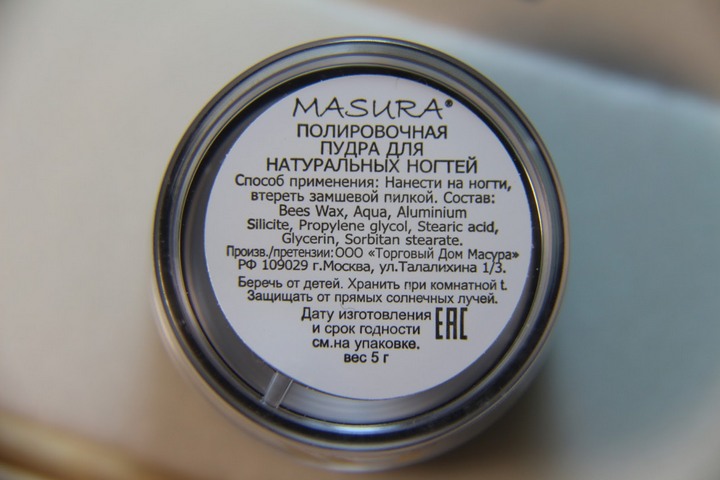 MASURA®
ПОЛИРОВОЧНАЯ
ПУДРА ДЛЯ
НАТУРАЛЬНЫХ НОГТЕЙ
Способ применения: Нанести на ногти,
втереть замшевой пилкой. Состав:
Bees Wax, Aqua, Aluminium
Silicite, Propylene glycol, Stearic acid,
Glycerin, Sorbitan stearate.
Произв./претензии: ООО «Торговый Дом Масура»
РФ 109029 г.Москва, ул.Талалихина 1/3.
Беречь от детей. Хранить при комнатной t.
Защищать от прямых солнечных лучей.
Дату изготовления
и срок годности
см.на упаковке.
вес 5 г
EAC